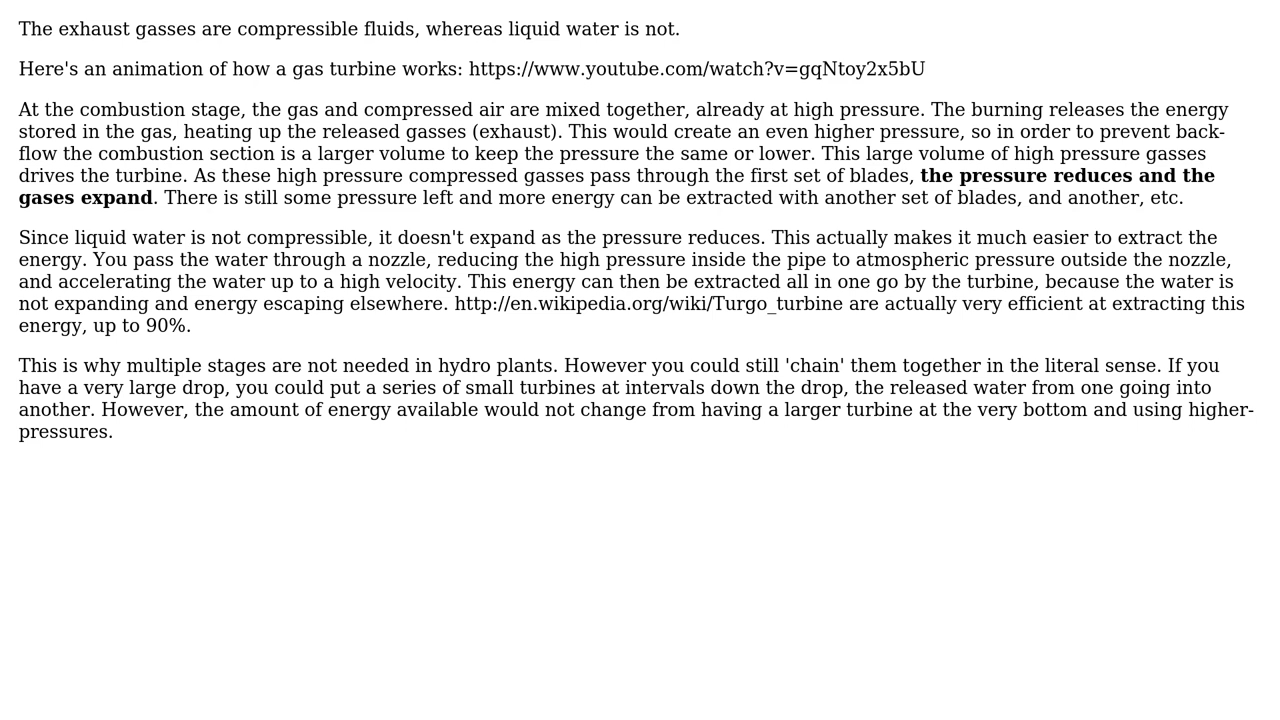 The exhaust gasses are compressible fluids, whereas liquid water is not.
Here's an animation of how a gas turbine works: https://www.youtube.com/watch?v=gqNtoy2x5bU
At the combustion stage, the gas and compressed air are mixed together, already at high pressure. The burning releases the energy
stored in the gas, heating up the released gasses (exhaust). This would create an even higher pressure, so in order to prevent back-
flow the combustion section is a larger volume to keep the pressure the same or lower. This large volume of high pressure gasses
drives the turbine. As these high pressure compressed gasses pass through the first set of blades, the pressure reduces and the
gases expand. There is still some pressure left and more energy can be extracted with another set of blades, and another, etc.
Since liquid water is not compressible, it doesn't expand as the pressure reduces. This actually makes it much easier to extract the
energy. You pass the water through a nozzle, reducing the high pressure inside the pipe to atmospheric pressure outside the nozzle,
and accelerating the water up to a high velocity. This energy can then be extracted all in one go by the turbine, because the water is
not expanding and energy escaping elsewhere. http://en.wikipedia.org/wiki/Turgo_turbine are actually very efficient at extracting this
energy, up to 90%.
This is why multiple stages are not needed in hydro plants. However you could still 'chain' them together in the literal sense. If you
have a very large drop, you could put a series of small turbines at intervals down the drop, the released water from one going into
another. However, the amount of energy available would not change from having a larger turbine at the very bottom and using higher-
pressures.